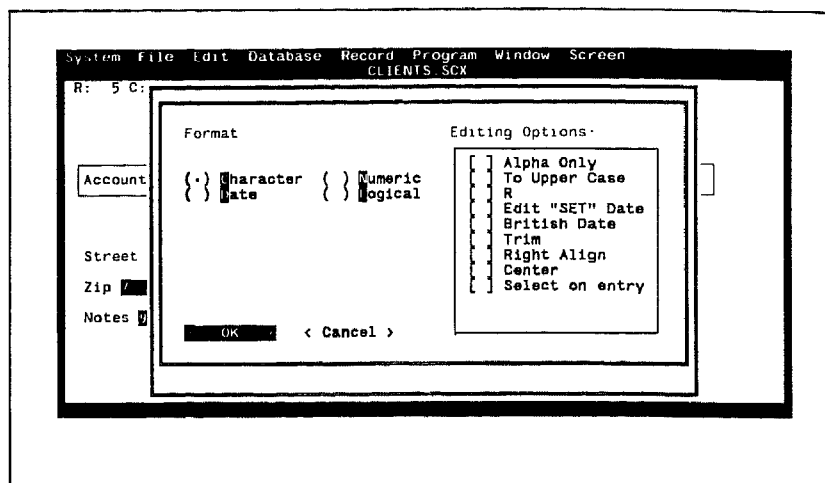 System File Edit Database Record Program Window Screen
CLIENTS.SCX
R: 5 C:
Format
Editing Options·
(·) Character ( ) Numeric
( ) Date ( ) Logical
[ ] Alpha Only
[ ] To Upper Case
[ ] R
[ ] Edit "SET" Date
[ ] British Date
[ ] Trim
[ ] Right Align
[ ] Center
[ ] Select on entry
Account
Street
Zip
Notes
OK < Cancel >